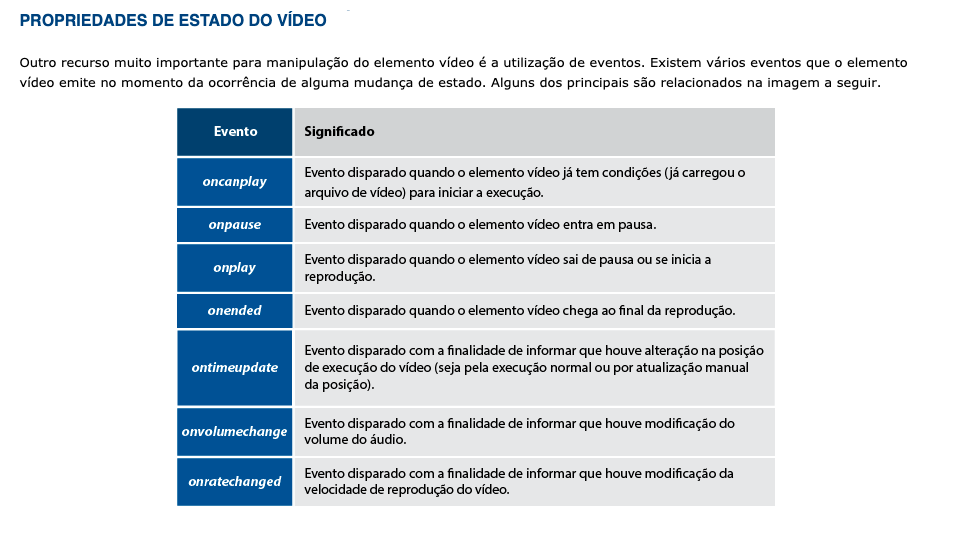 PROPRIEDADES DE ESTADO DO VÍDEO
Outro recurso muito importante para manipulação do elemento vídeo é a utilização de eventos. Existem vários eventos que o elemento
vídeo emite no momento da ocorrência de alguma mudança de estado. Alguns dos principais são relacionados na imagem a seguir.
Evento Significado
oncanplay Evento disparado quando o elemento vídeo já tem condições (já carregou o
arquivo de vídeo) para iniciar a execução.
onpause Evento disparado quando o elemento vídeo entra em pausa.
onplay Evento disparado quando o elemento vídeo sai de pausa ou se inicia a
reprodução.
onended Evento disparado quando o elemento vídeo chega ao final da reprodução.
ontimeupdate Evento disparado com a finalidade de informar que houve alteração na posição
de execução do vídeo (seja pela execução normal ou por atualização manual
da posição).
onvolumechange Evento disparado com a finalidade de informar que houve modificação do
volume do áudio.
onratechanged Evento disparado com a finalidade de informar que houve modificação da
velocidade de reprodução do vídeo.